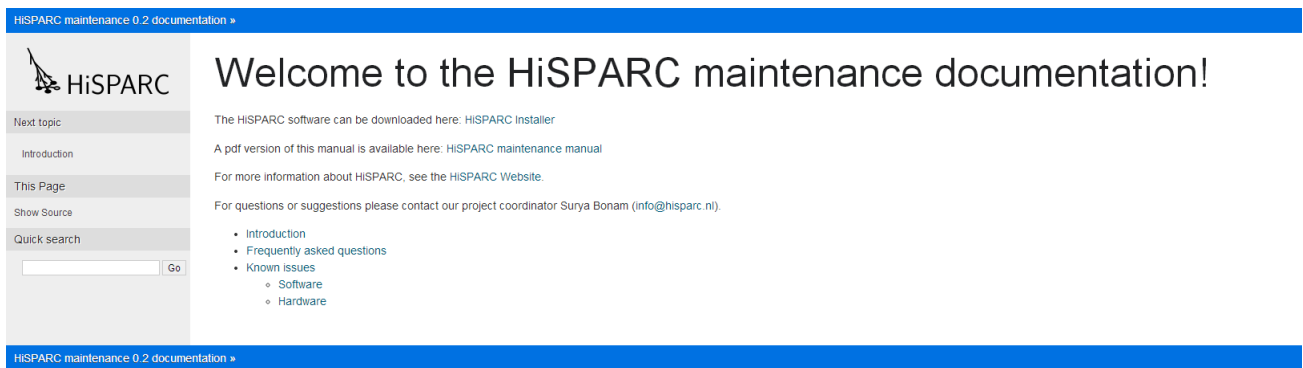 HiSPARC maintenance 0.2 documentation »
HiSPARC
Next topic
Introduction
This Page
Show Source
Quick search
Go
Welcome to the HiSPARC maintenance documentation!
The HiSPARC software can be downloaded here: HiSPARC Installer
A pdf version of this manual is available here: HiSPARC maintenance manual
For more information about HiSPARC, see the HiSPARC Website.
For questions or suggestions please contact our project coordinator Surya Bonam (info@hisparc.nl).
• Introduction
• Frequently asked questions
• Known issues
◦ Software
◦ Hardware
HiSPARC maintenance 0.2 documentation »